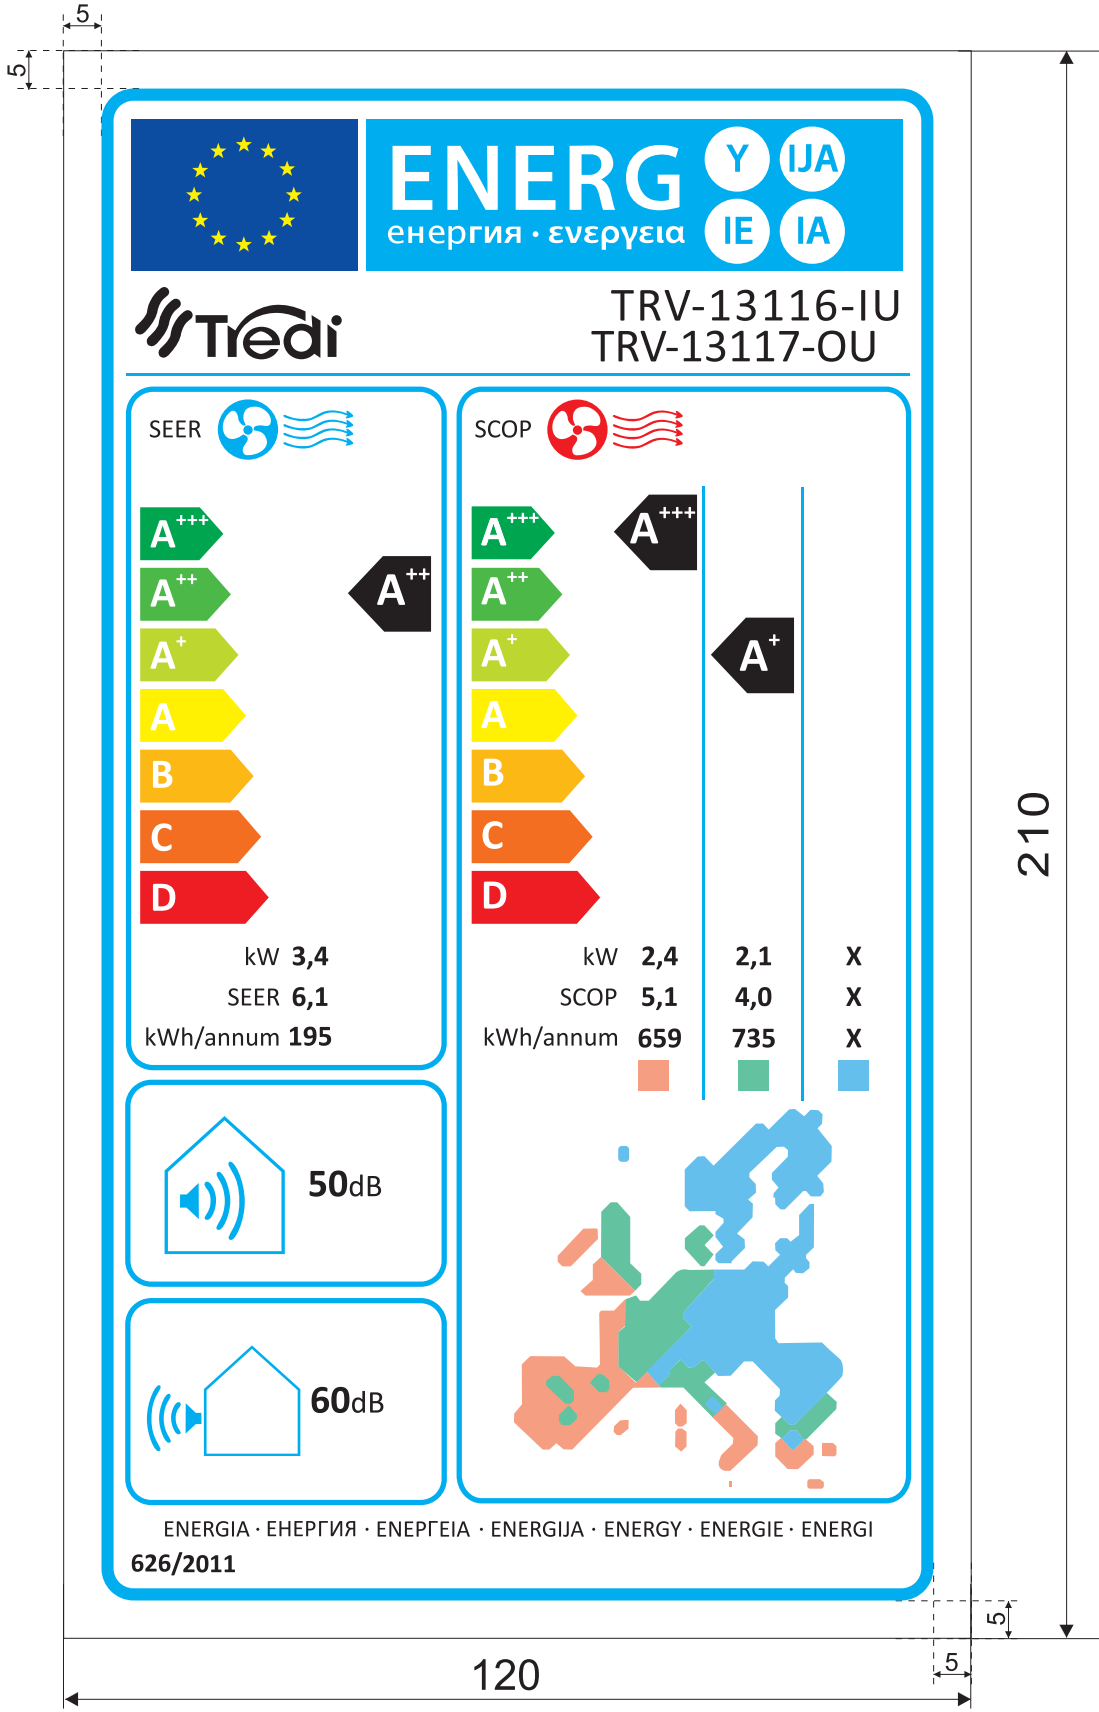 5
5
ENERG
Y IJA
IE IA
енергия · ενεργεια
Tredi
TRV-13116-IU
TRV-13117-OU
SEER
SCOP
A+++
A++
A+
A
B
C
D
A++
A+++
A++
A+
A
B
C
D
A+++
A+
kW 3,4
SEER 6,1
kWh/annum 195
kW 2,4 2,1 X
SCOP 5,1 4,0 X
kWh/annum 659 735 X
50dB
60dB
ENERGIA · ЕНЕРГИЯ · ΕΝΕΡΓΕΙΑ · ENERGIJA · ENERGY · ENERGIE · ENERGI
626/2011
210
5
5
120